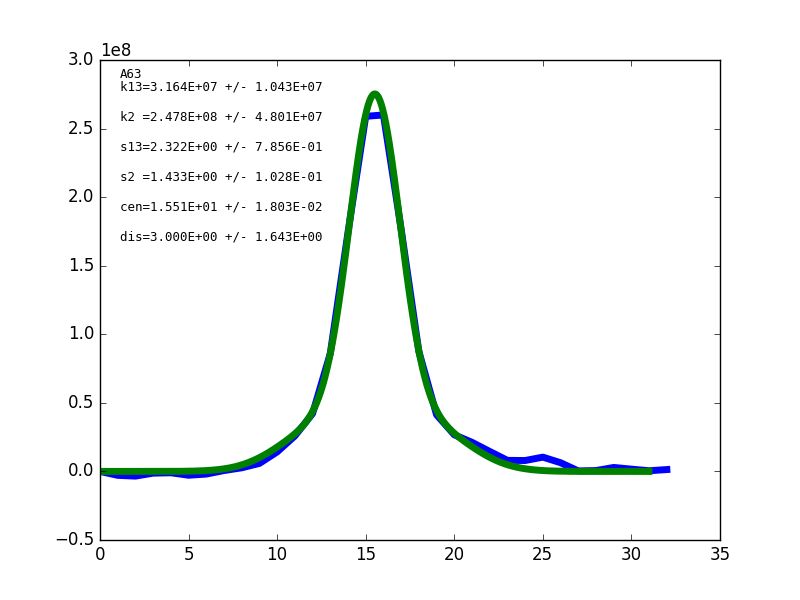 1e8
3.0
2.5
2.0
1.5
1.0
0.5
0.0
−0.5
A63
k13=3.164E+07 +/- 1.043E+07
k2 =2.478E+08 +/- 4.801E+07
s13=2.322E+00 +/- 7.856E-01
s2 =1.433E+00 +/- 1.028E-01
cen=1.551E+01 +/- 1.803E-02
dis=3.000E+00 +/- 1.643E+00
0 5 10 15 20 25 30 35